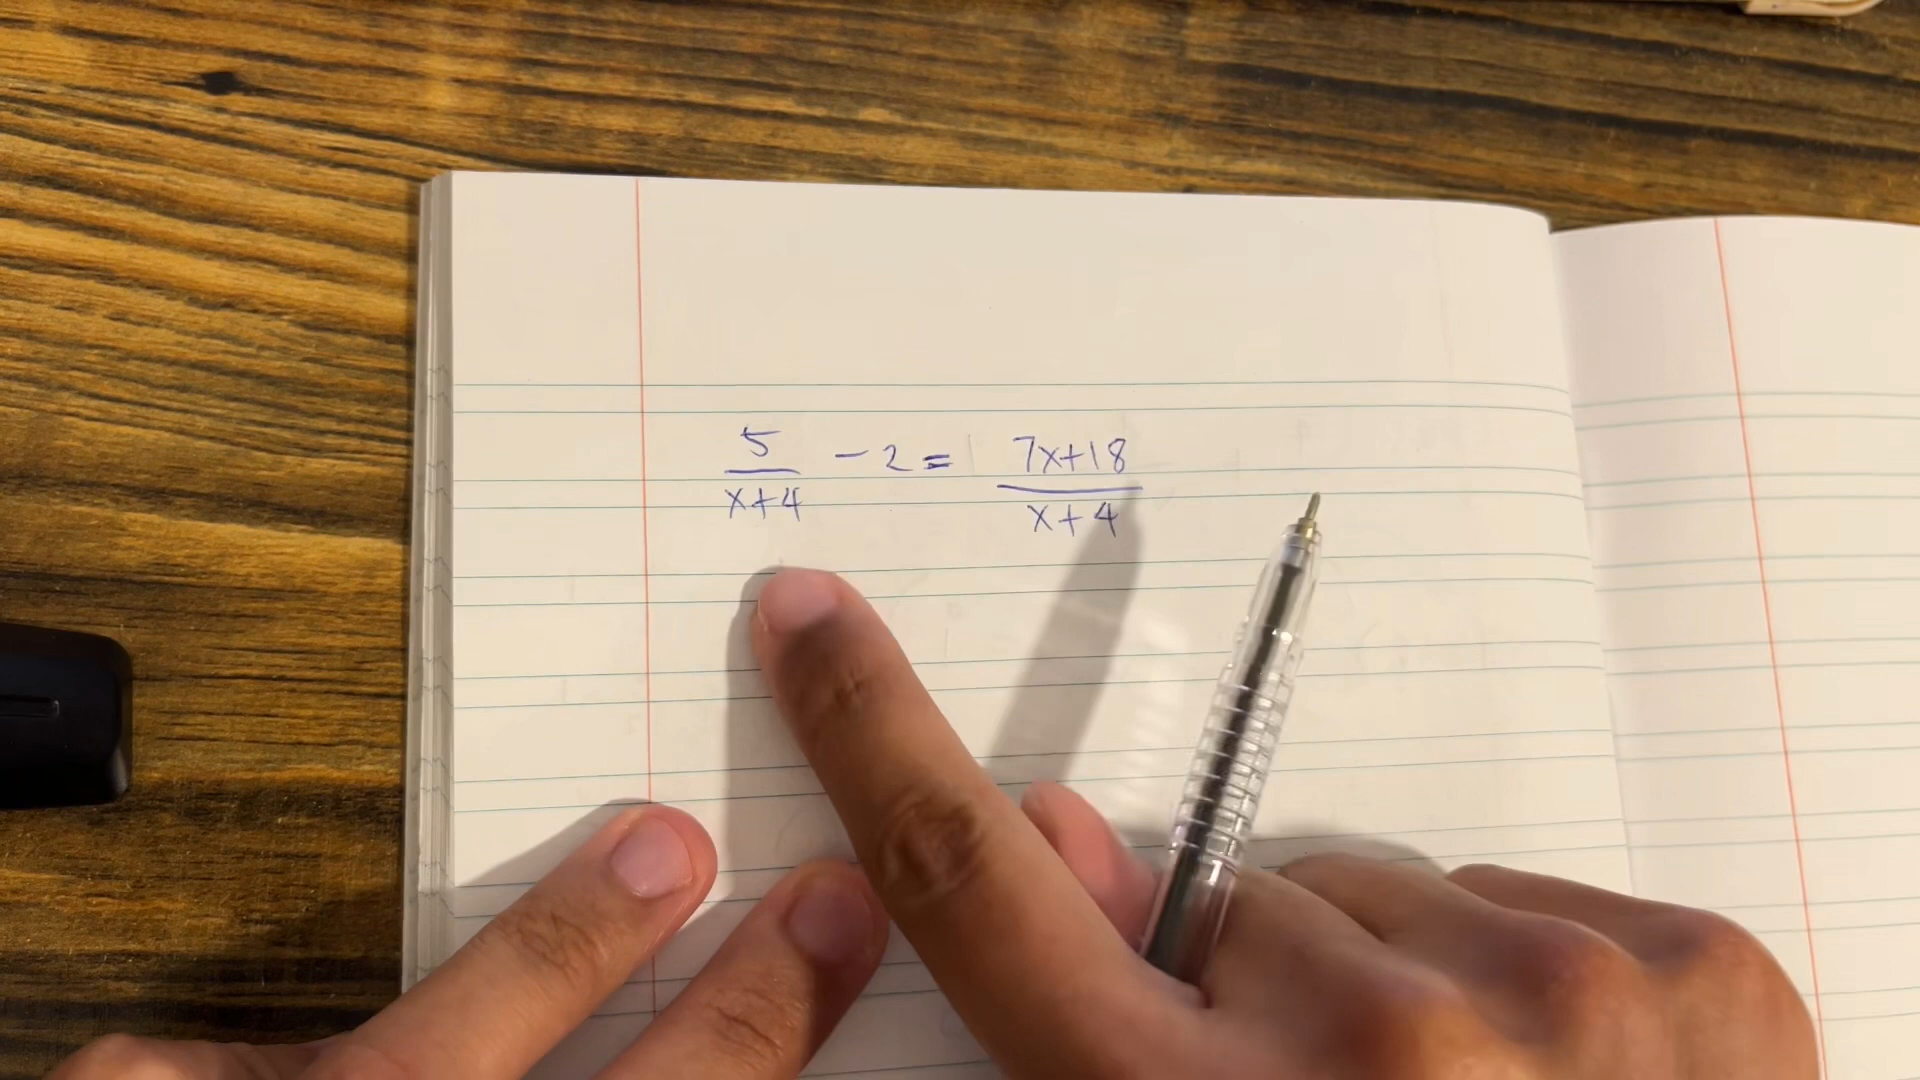 5/(x+4) - 2 = (7x+18)/(x+4)